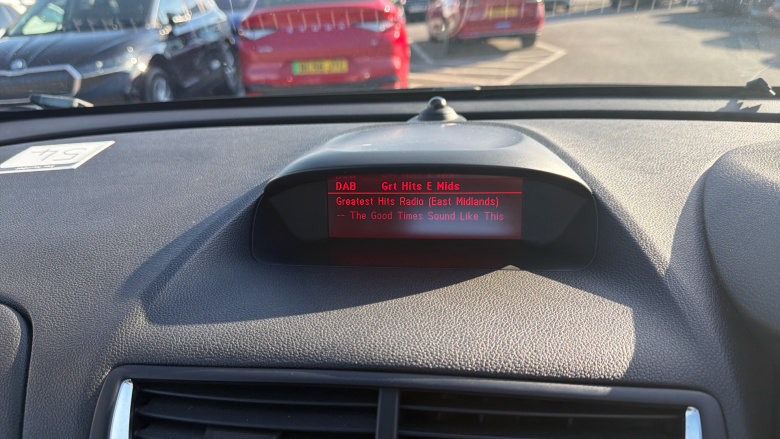 DAB Grt Hits E Mids
Greatest Hits Radio (East Midlands)
-- The Good Times Sound Like This